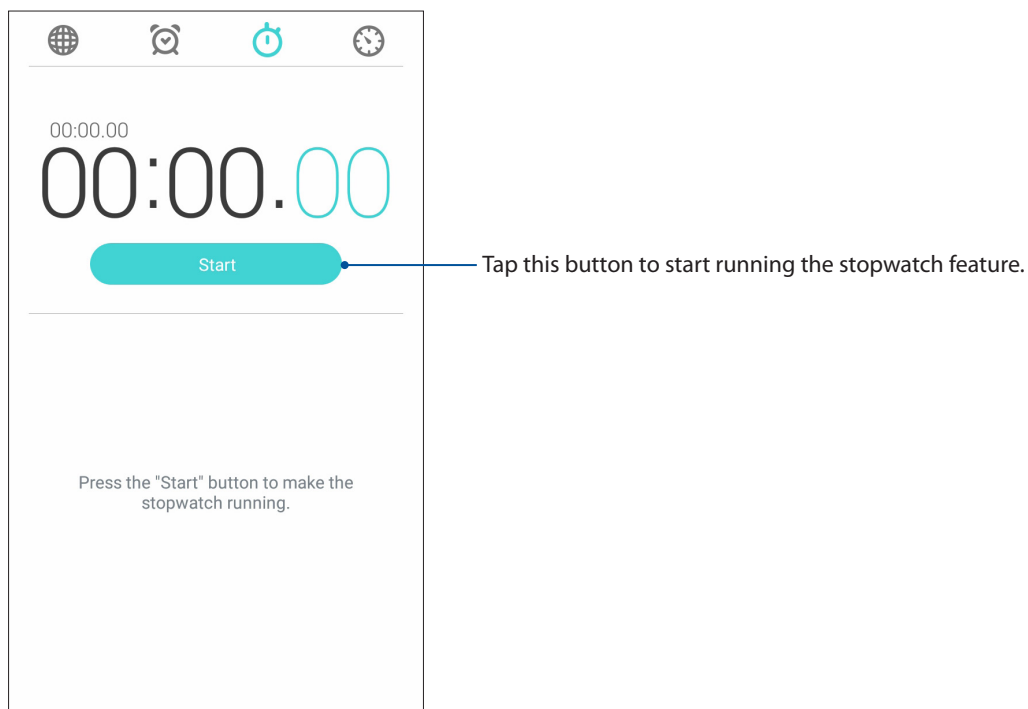 00:00.00
00:00.00
Start
Tap this button to start running the stopwatch feature.
Press the "Start" button to make the
stopwatch running.